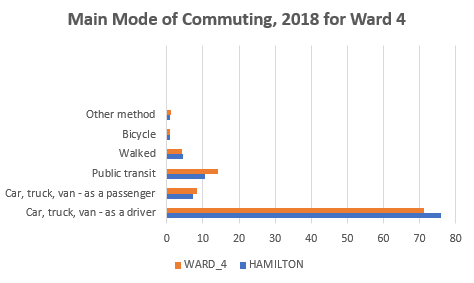 Main Mode of Commuting, 2018 for Ward 4
Other method
Bicycle
Walked
Public transit
Car, truck, van - as a passenger
Car, truck, van - as a driver
0 10 20 30 40 50 60 70 80
WARD_4 HAMILTON